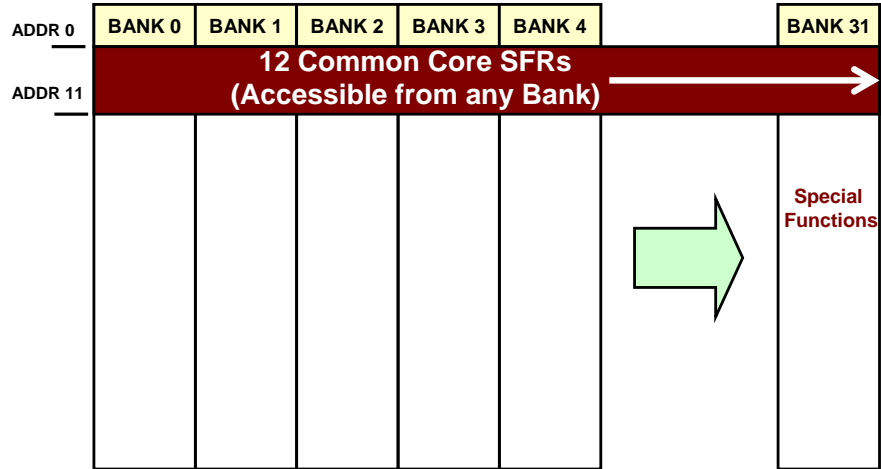 ADDR 0
BANK 0 BANK 1 BANK 2 BANK 3 BANK 4 BANK 31
12 Common Core SFRs
(Accessible from any Bank)
ADDR 11
Special
Functions